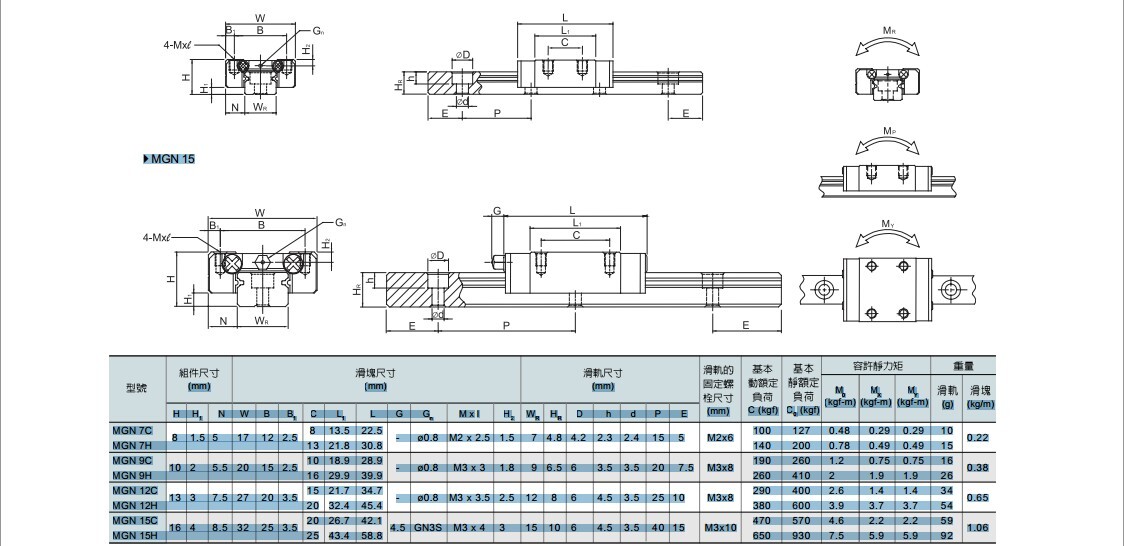 W
B1 B Gn
4-Mxℓ
H2
H
H1
N WR
L
L1
C
ØD
HR h
Ød
E P E
MR
MGN 15
MP
W
B1 B Gn
4-Mxℓ
H2
H
H1
N WR
G L
L1
C
ØD
HR h
Ød
E P E
MY
型號 組件尺寸 (mm) 滑塊尺寸 (mm) 滑軌尺寸 (mm) 滑軌的固定螺栓尺寸 (mm) 基本動額定負荷 C (kgf) 基本靜額定負荷 C0 (kgf) 容許靜力矩 重量
MR (kgf-m) MP (kgf-m) MY (kgf-m) 滑軌 (g) 滑塊 (kg/m)
H H1 N W B B1 C L1 L G Gn M x l H2 WR HR D h d P E
MGN 7C 8 1.5 5 17 12 2.5 8 13.5 22.5 - ø0.8 M2 x 2.5 1.5 7 4.8 4.2 2.3 2.4 15 5 M2x6 100 127 0.48 0.29 0.29 10 0.22
MGN 7H 13 21.8 30.8 140 200 0.78 0.49 0.49 15
MGN 9C 10 2 5.5 20 15 2.5 10 18.9 28.9 - ø0.8 M3 x 3 1.8 9 6.5 6 3.5 3.5 20 7.5 M3x8 190 260 1.2 0.75 0.75 16 0.38
MGN 9H 16 29.9 39.9 260 410 2 1.9 1.9 26
MGN 12C 13 3 7.5 27 20 3.5 15 21.7 34.7 - ø0.8 M3 x 3.5 2.5 12 8 6 4.5 3.5 25 10 M3x8 290 400 2.6 1.4 1.4 34 0.65
MGN 12H 20 32.4 45.4 380 600 3.9 3.7 3.7 54
MGN 15C 16 4 8.5 32 25 3.5 20 26.7 42.1 4.5 GN3S M3 x 4 3 15 10 6 4.5 3.5 40 15 M3x10 470 570 4.6 2.2 2.2 59 1.06
MGN 15H 25 43.4 58.8 650 930 7.5 5.9 5.9 92